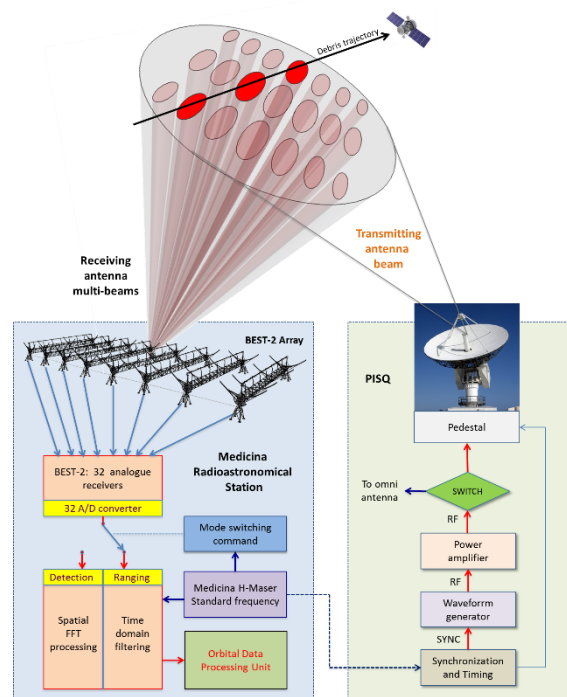 Debris trajectory
Transmitting
antenna
beam
Receiving
antenna
multi-beams
BEST-2 Array
PISQ
Pedestal
BEST-2: 32 analogue
receivers
32 A/D converter
Medicina
Radioastronomical
Station
To omni
antenna
SWITCH
RF
Mode switching
command
Power
amplifier
RF
Detection
Ranging
Spatial
FFT
processing
Time
domain
filtering
Medicina H-Maser
Standard frequency
Waveforrm
generator
SYNC
Orbital Data
Processing Unit
Synchronization
and Timing